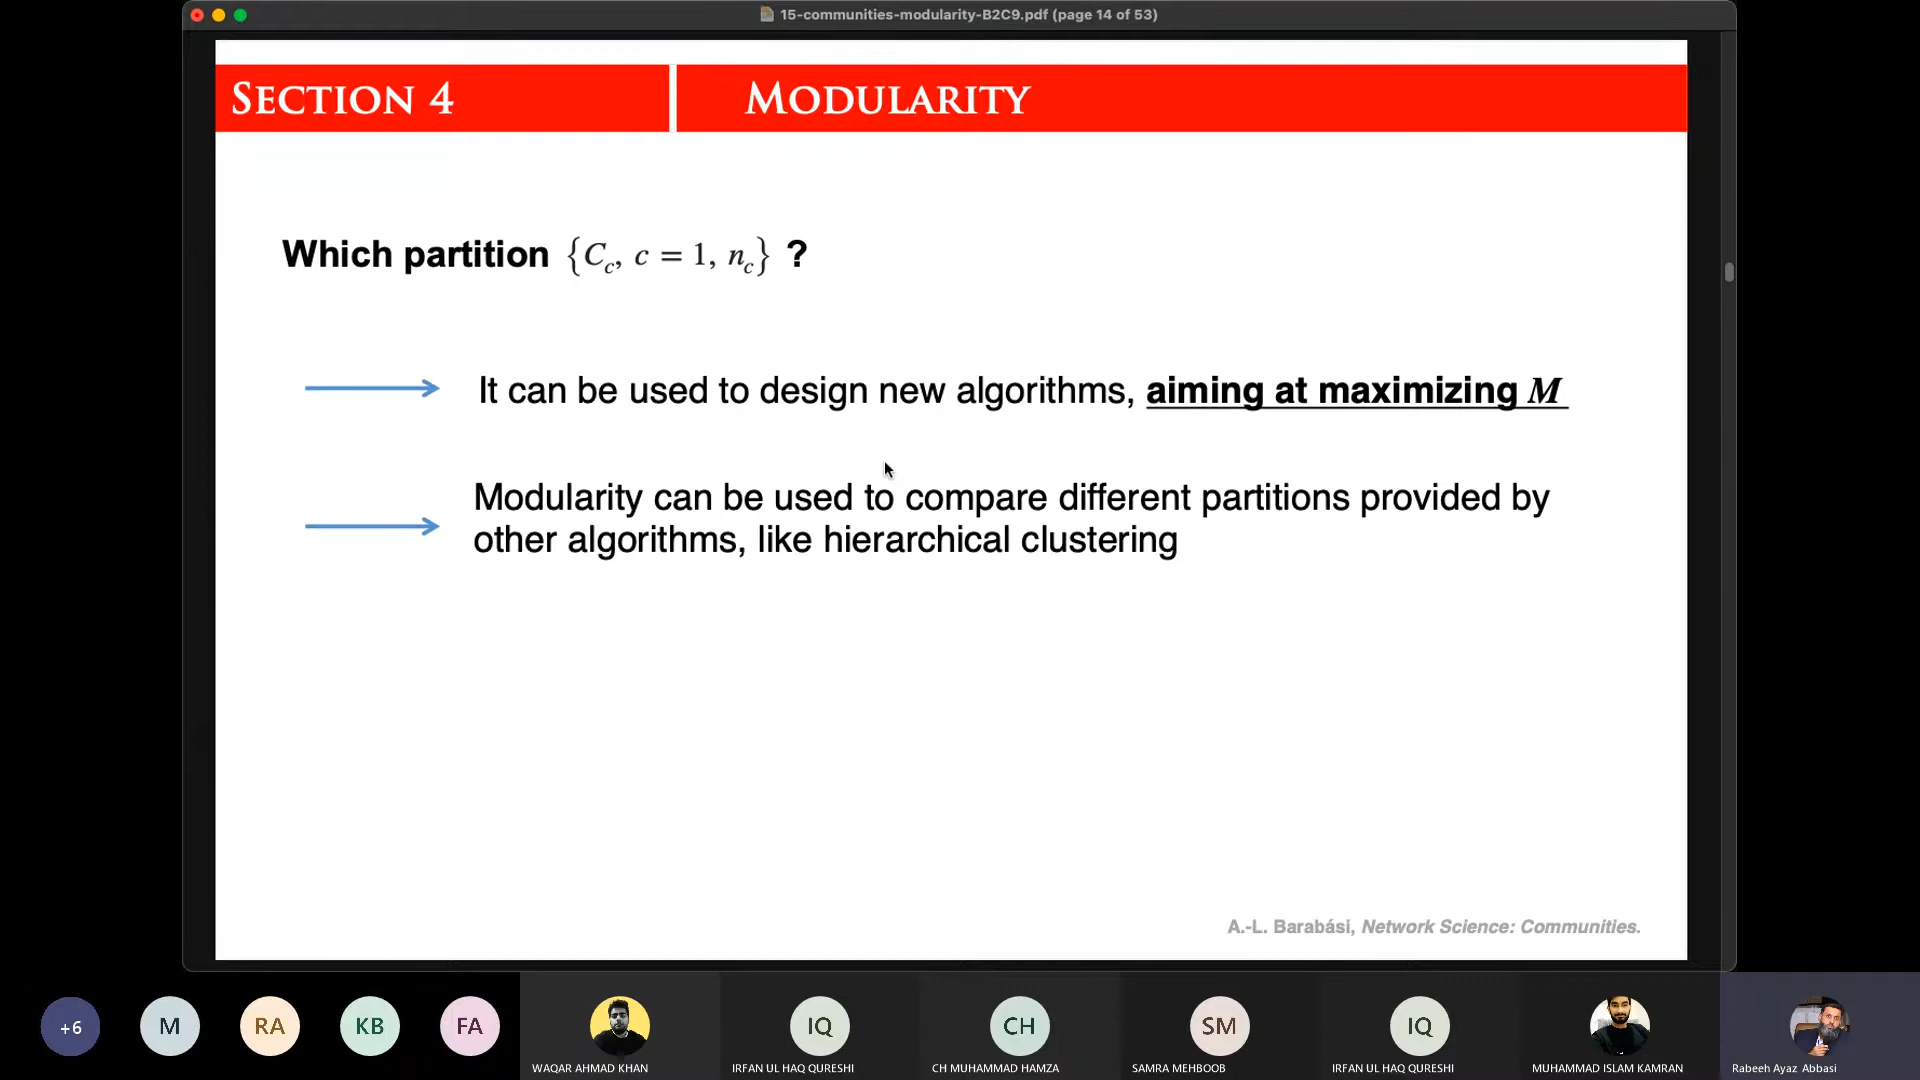 15-communities-modularity-B2C9.pdf (page 14 of 53)
SECTION 4
MODULARITY
Which partition {C_c, c = 1, n_c} ?
It can be used to design new algorithms, aiming at maximizing M
Modularity can be used to compare different partitions provided by
other algorithms, like hierarchical clustering
A.-L. Barabási, Network Science: Communities.
+6
M
RA
KB
FA
IQ
CH
SM
IQ
WAQAR AHMAD KHAN
IRFAN UL HAQ QURESHI
CH MUHAMMAD HAMZA
SAMRA MEHBOOB
IRFAN UL HAQ QURESHI
MUHAMMAD ISLAM KAMRAN
Rabeeh Ayaz Abbasi